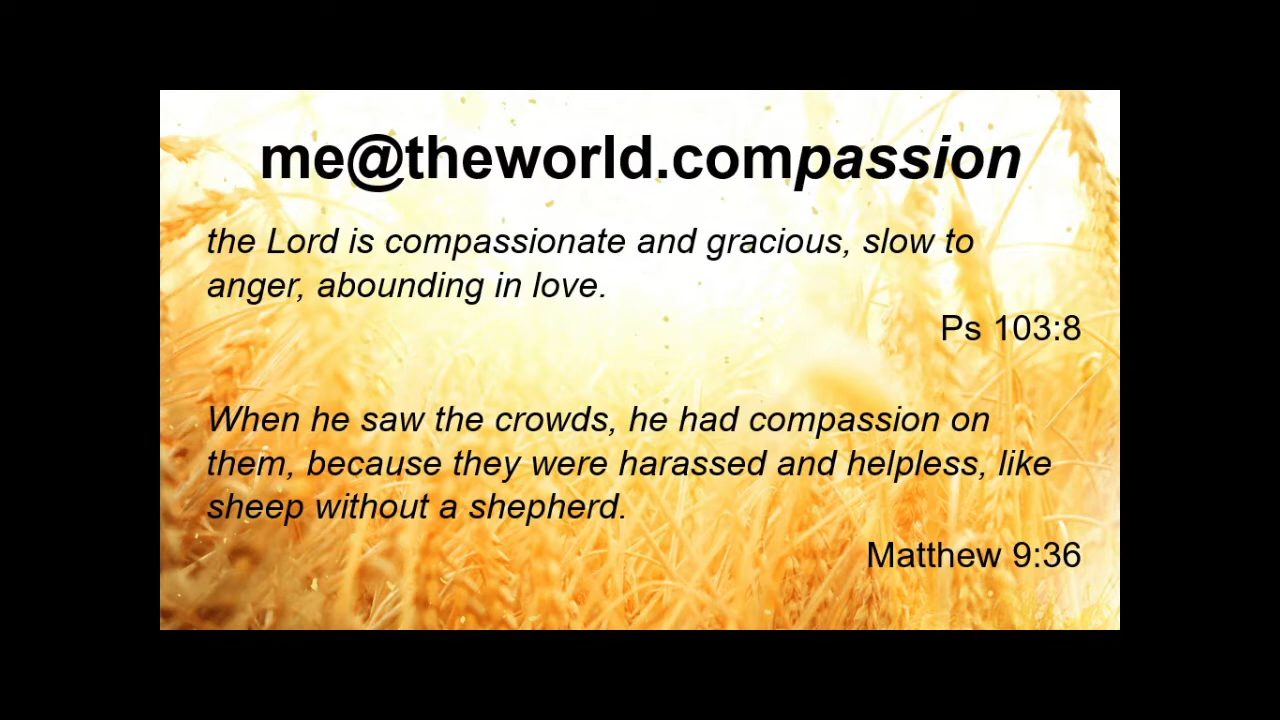 me@theworld.compassion
the Lord is compassionate and gracious, slow to
anger, abounding in love.
Ps 103:8
When he saw the crowds, he had compassion on
them, because they were harassed and helpless, like
sheep without a shepherd.
Matthew 9:36